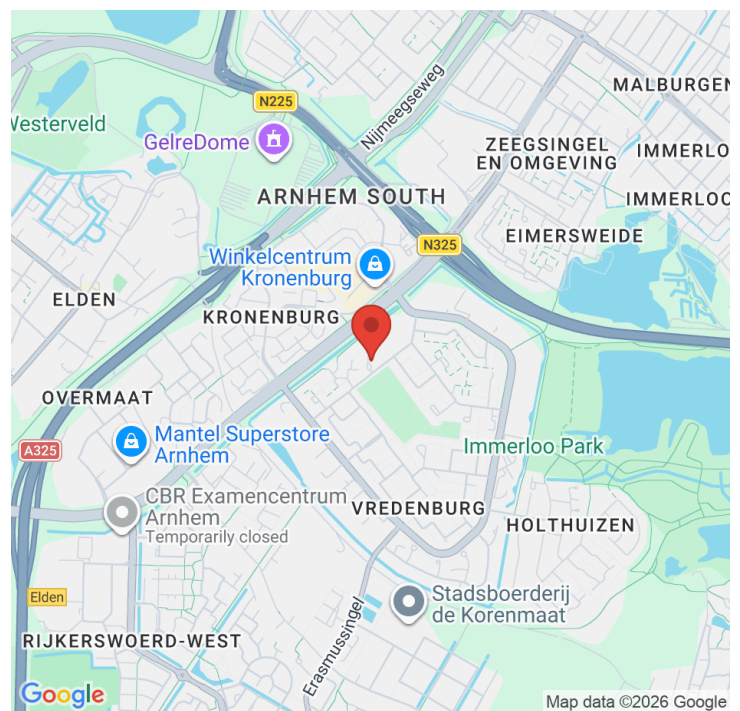 N225
Nijmeegseweg
MALBURGEN
Westerveld
GelreDome
ZEEGSINGEL
EN OMGEVING
IMMERLO
ARNHEM SOUTH
IMMERLOO
N325
EIMERSWEIDE
Winkelcentrum
Kronenburg
ELDEN
KRONENBURG
OVERMAAT
Mantel Superstore
Arnhem
A325
Immerloo Park
CBR Examencentrum
Arnhem
Temporarily closed
VREDENBURG
HOLTHUIZEN
Elden
Stadsboerderij
de Korenmaat
Erasmussingel
RIJKERSWOERD-WEST
Google
Map data ©2026 Google